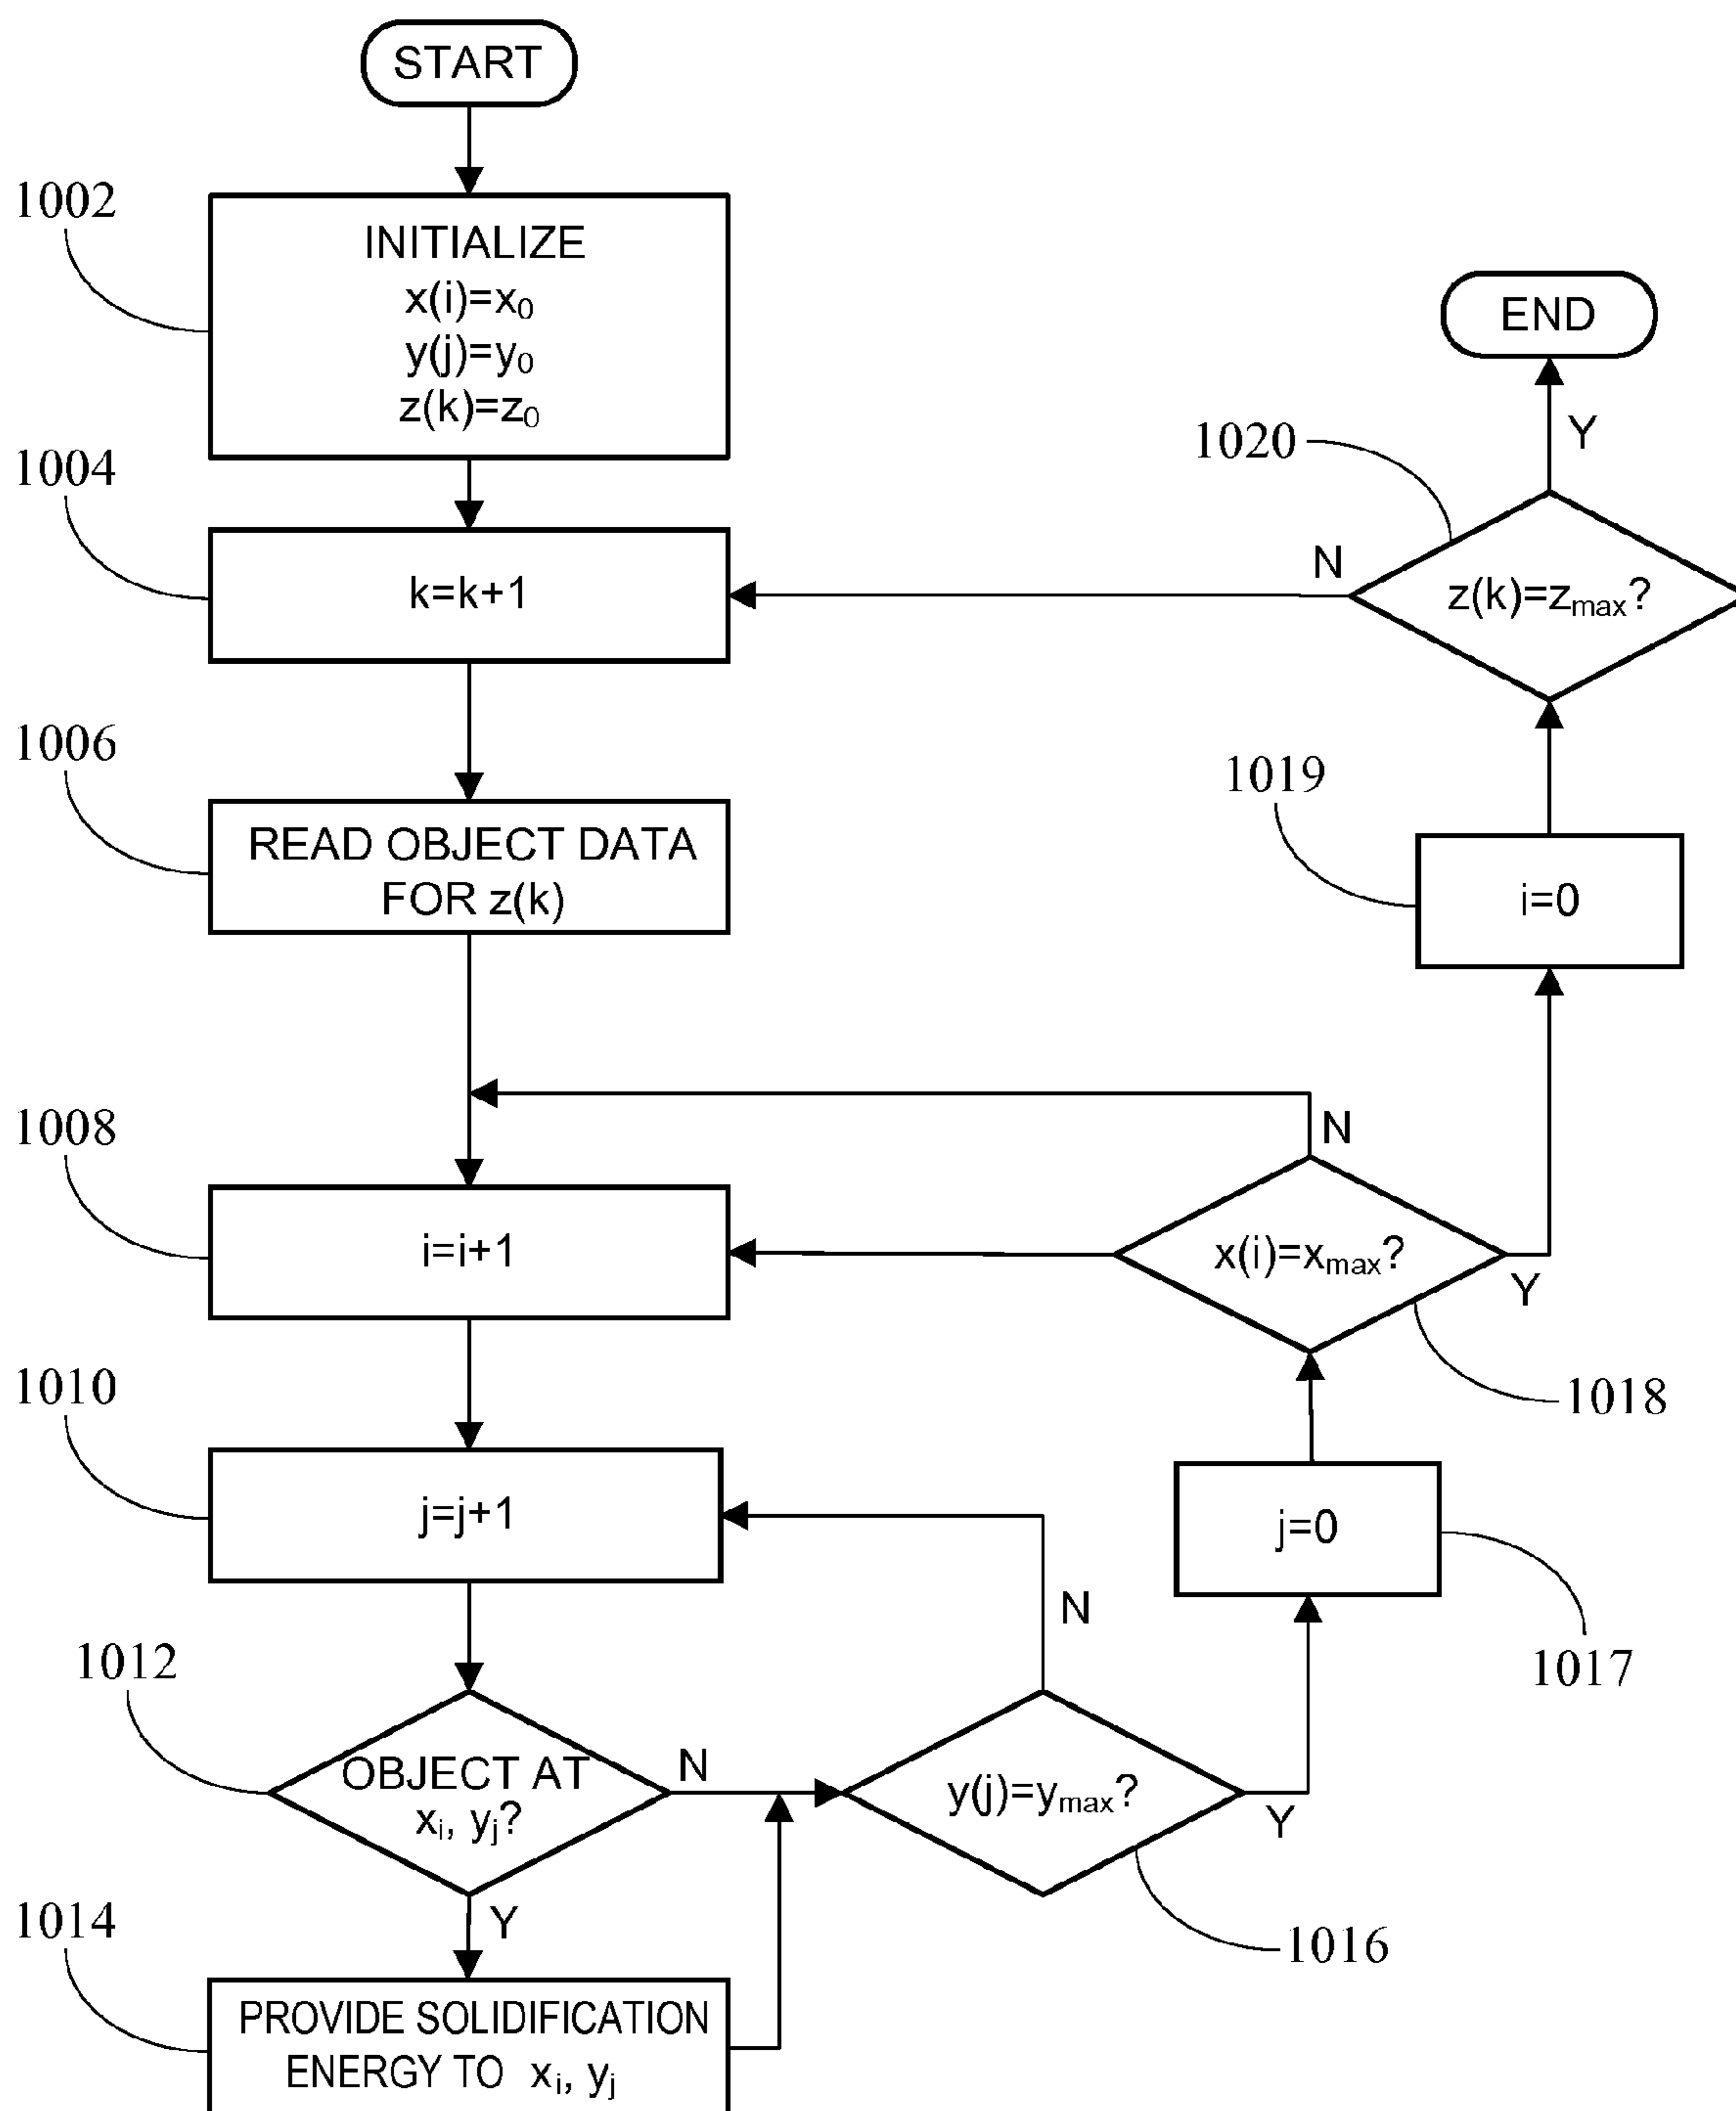 START
1002
INITIALIZE
x(i)=x₀
y(j)=y₀
z(k)=z₀
END
1004
k=k+1
N
Y
1020
z(k)=zₘₐₓ?
1006
READ OBJECT DATA
FOR z(k)
1019
i=0
1008
i=i+1
N
x(i)=xₘₐₓ?
Y
1018
1010
j=j+1
j=0
1017
N
1012
OBJECT AT
xᵢ, yⱼ?
N
y(j)=yₘₐₓ?
Y
1016
Y
1014
PROVIDE SOLIDIFICATION
ENERGY TO xᵢ, yⱼ